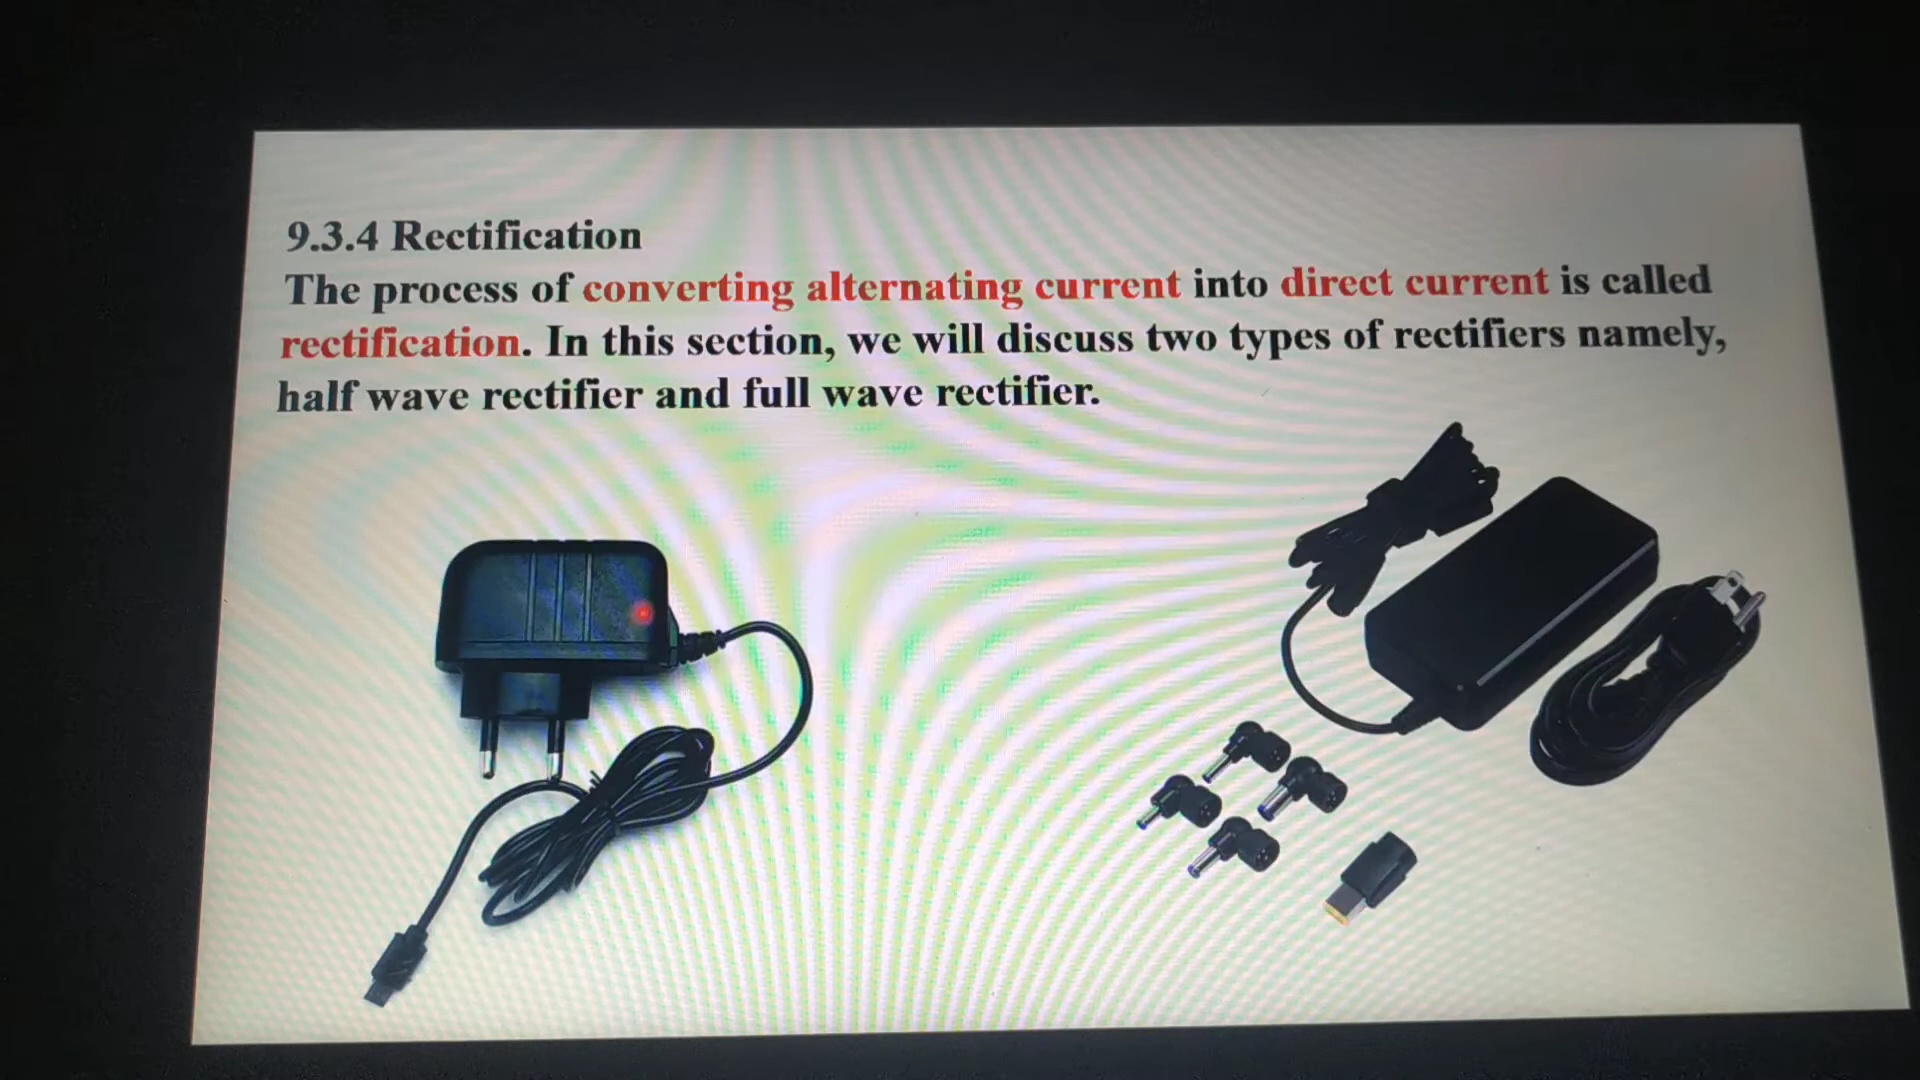 9.3.4 Rectification
The process of converting alternating current into direct current is called
rectification. In this section, we will discuss two types of rectifiers namely,
half wave rectifier and full wave rectifier.